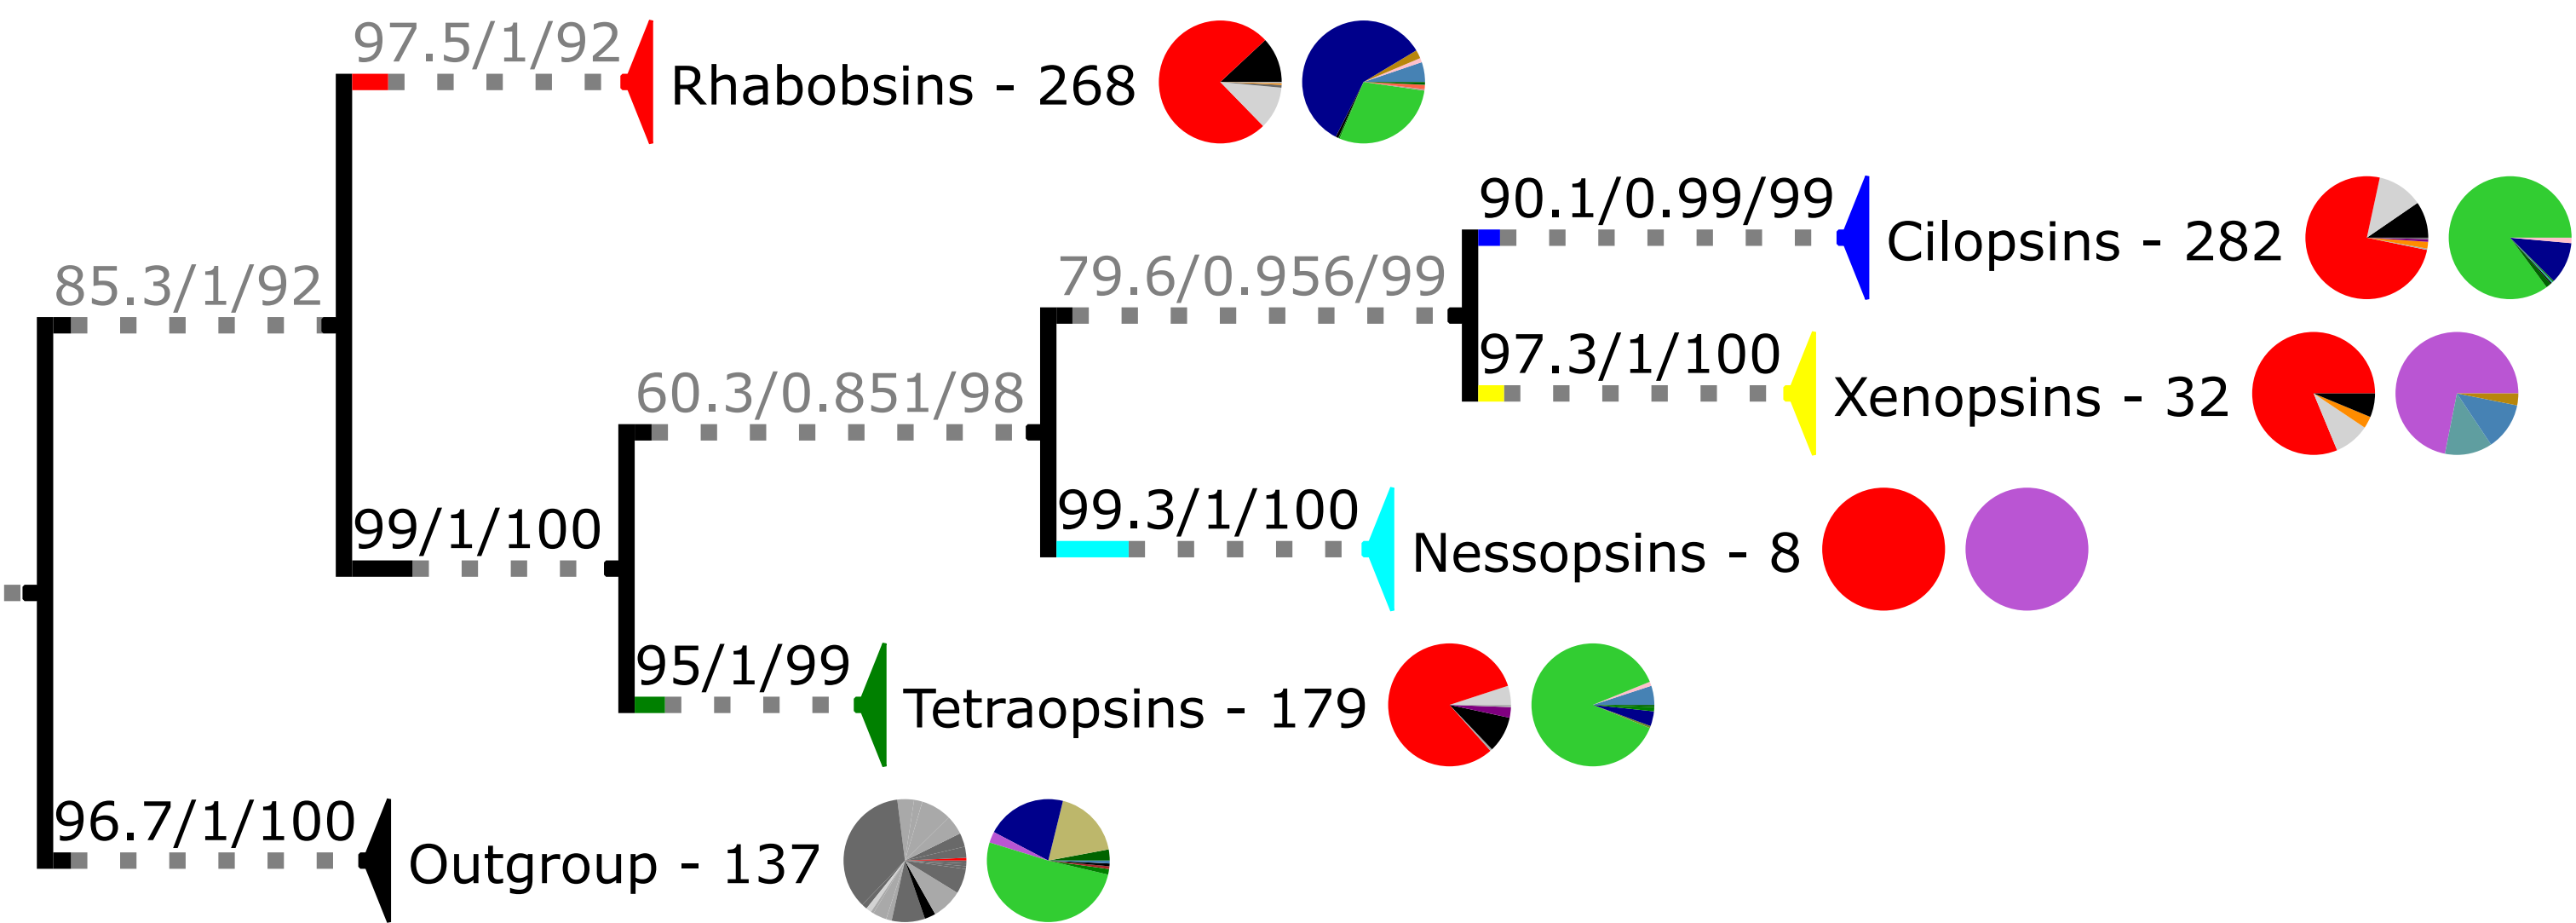 97.5/1/92
Rhabobsins - 268
90.1/0.99/99
Cilopsins - 282
85.3/1/92
79.6/0.956/99
97.3/1/100
Xenopsins - 32
60.3/0.851/98
99.3/1/100
Nessopsins - 8
99/1/100
95/1/99
Tetraopsins - 179
96.7/1/100
Outgroup - 137